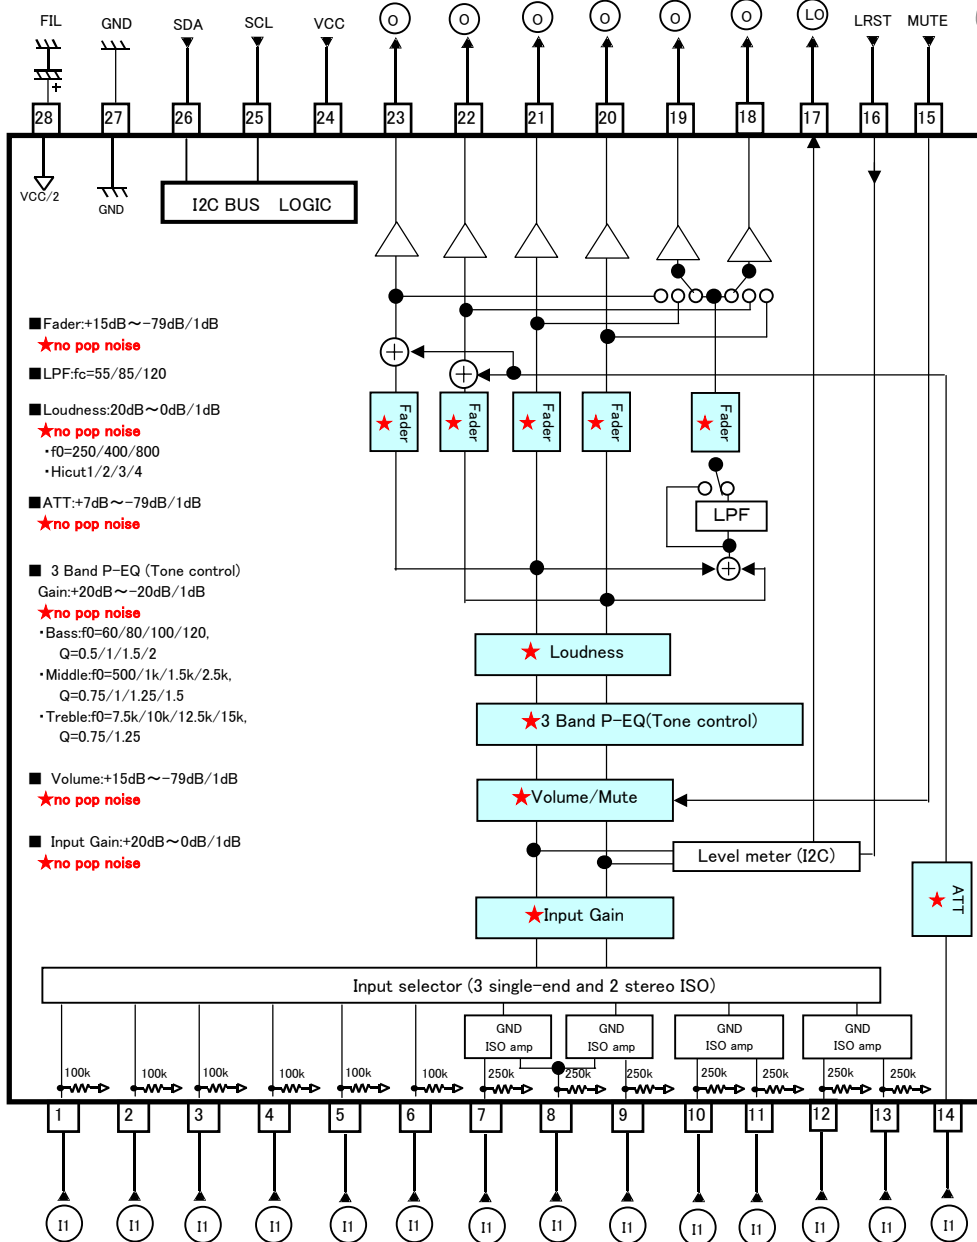 FIL GND SDA SCL VCC O O O O O O LO LRST MUTE
28 27 26 25 24 23 22 21 20 19 18 17 16 15
VCC/2
GND
I2C BUS LOGIC
■Fader:+15dB～-79dB/1dB
★no pop noise
■LPF:fc=55/85/120
■Loudness:20dB～0dB/1dB
★no pop noise
・f0=250/400/800
・Hicut1/2/3/4
■ATT:+7dB～-79dB/1dB
★no pop noise
■ 3 Band P-EQ (Tone control)
Gain:+20dB～-20dB/1dB
★no pop noise
・Bass:f0=60/80/100/120,
Q=0.5/1/1.5/2
・Middle:f0=500/1k/1.5k/2.5k,
Q=0.75/1/1.25/1.5
・Treble:f0=7.5k/10k/12.5k/15k,
Q=0.75/1.25
■ Volume:+15dB～-79dB/1dB
★no pop noise
■ Input Gain:+20dB～0dB/1dB
★no pop noise
★Fader ★Fader ★Fader ★Fader ★Fader
LPF
★ Loudness
★3 Band P-EQ(Tone control)
★Volume/Mute
Level meter (I2C)
★ATT
★Input Gain
Input selector (3 single-end and 2 stereo ISO)
GND
ISO amp
GND
ISO amp
GND
ISO amp
GND
ISO amp
100k 100k 100k 100k 100k 100k 250k 250k 250k 250k 250k 250k 250k
1 2 3 4 5 6 7 8 9 10 11 12 13 14
I1 I1 I1 I1 I1 I1 I1 I1 I1 I1 I1 I1 I1 I1